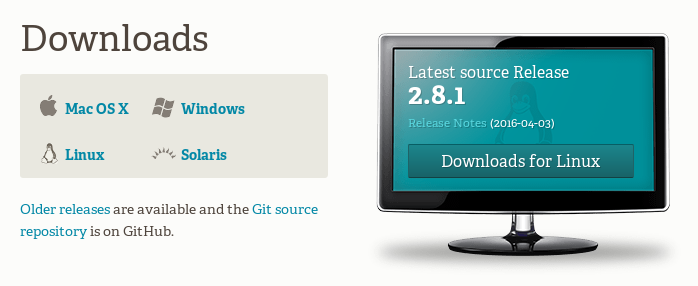 Downloads
Mac OS X
Windows
Linux
Solaris
Older releases are available and the Git source
repository is on GitHub.
Latest source Release
2.8.1
Release Notes (2016-04-03)
Downloads for Linux